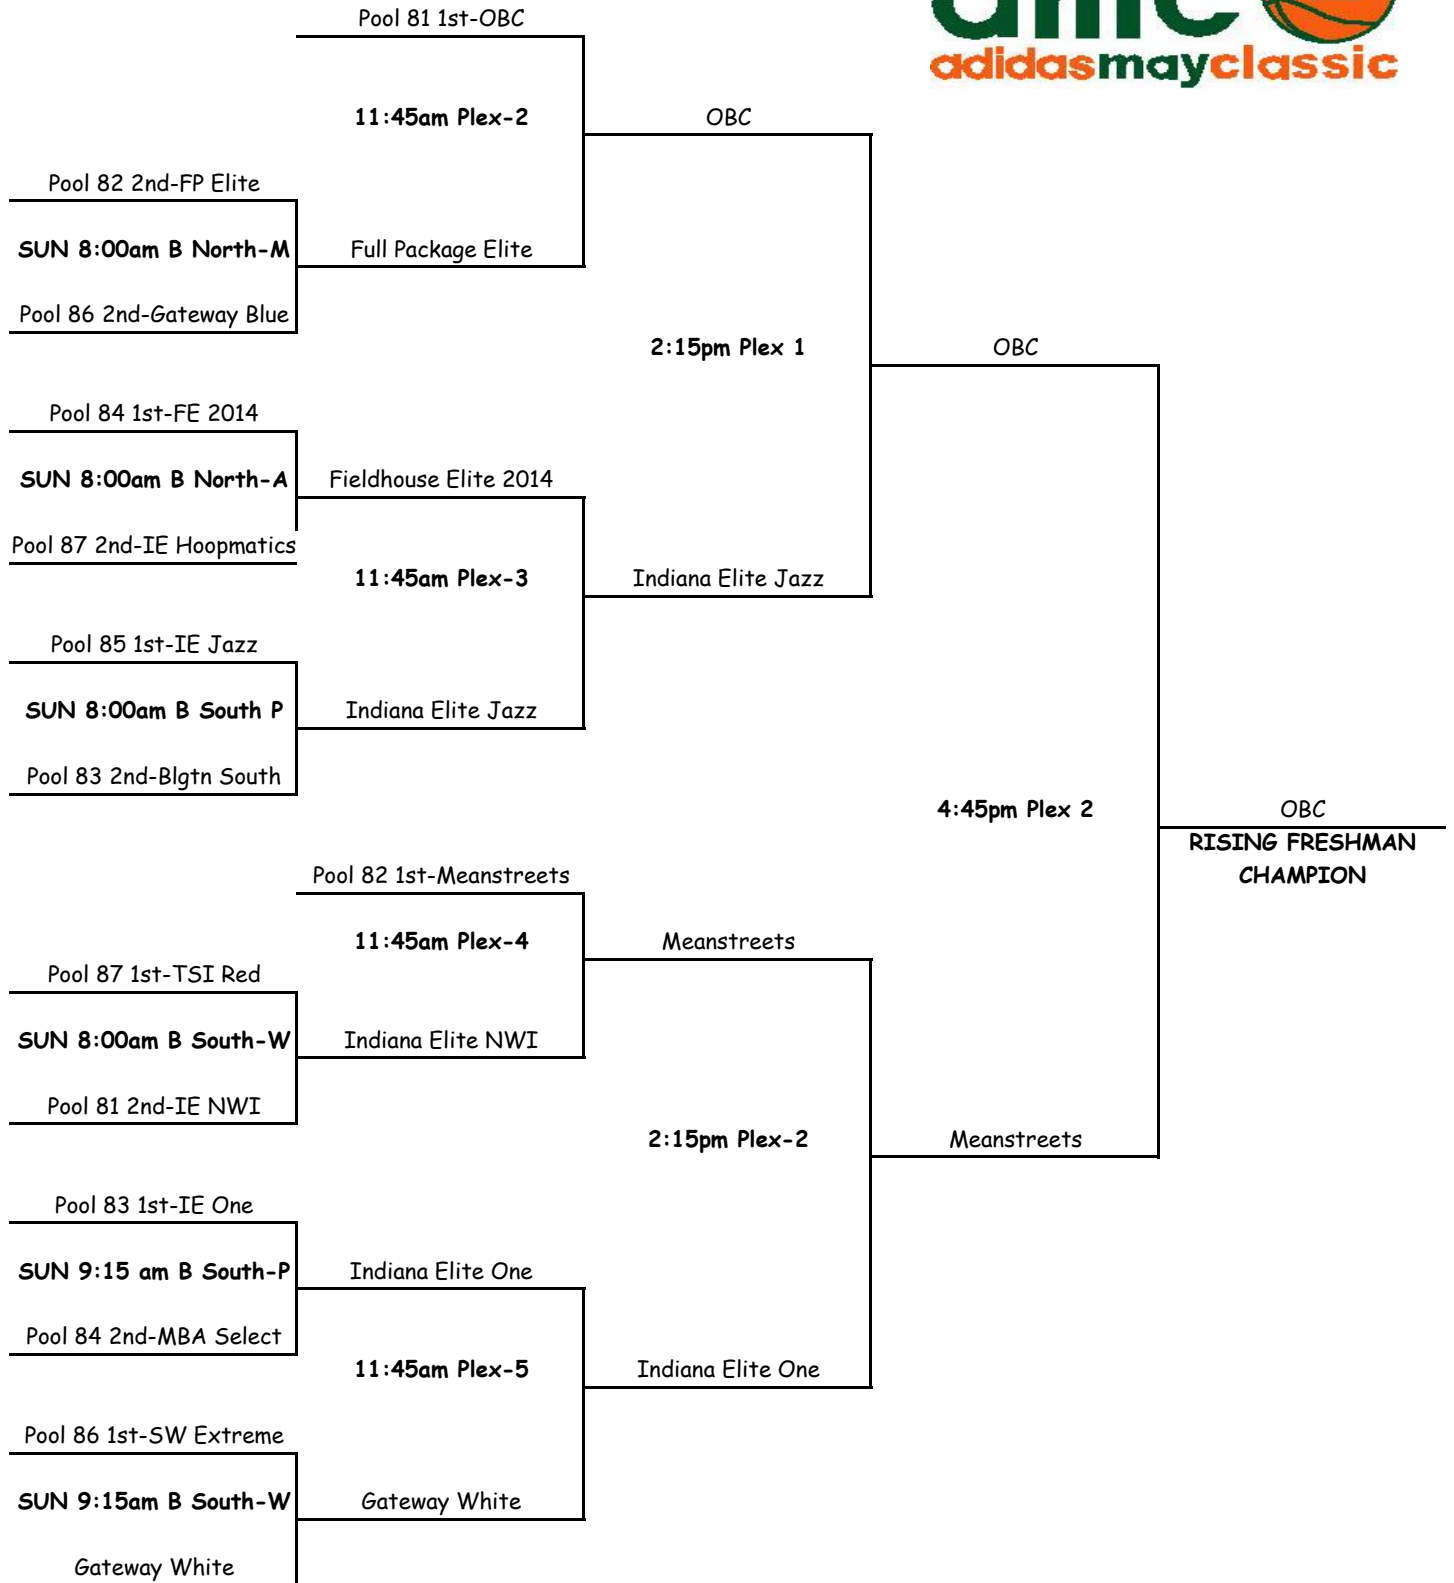 Pool 81 1st-OBC
amc
adidasmayclassic
11:45am Plex-2
OBC
Pool 82 2nd-FP Elite
SUN 8:00am B North-M
Full Package Elite
Pool 86 2nd-Gateway Blue
2:15pm Plex 1
OBC
Pool 84 1st-FE 2014
SUN 8:00am B North-A
Fieldhouse Elite 2014
Pool 87 2nd-IE Hoopmatics
11:45am Plex-3
Indiana Elite Jazz
Pool 85 1st-IE Jazz
SUN 8:00am B South P
Indiana Elite Jazz
Pool 83 2nd-Blgtn South
4:45pm Plex 2
OBC
RISING FRESHMAN
CHAMPION
Pool 82 1st-Meanstreets
11:45am Plex-4
Meanstreets
Pool 87 1st-TSI Red
SUN 8:00am B South-W
Indiana Elite NWI
Pool 81 2nd-IE NWI
2:15pm Plex-2
Meanstreets
Pool 83 1st-IE One
SUN 9:15 am B South-P
Indiana Elite One
Pool 84 2nd-MBA Select
11:45am Plex-5
Indiana Elite One
Pool 86 1st-SW Extreme
SUN 9:15am B South-W
Gateway White
Gateway White